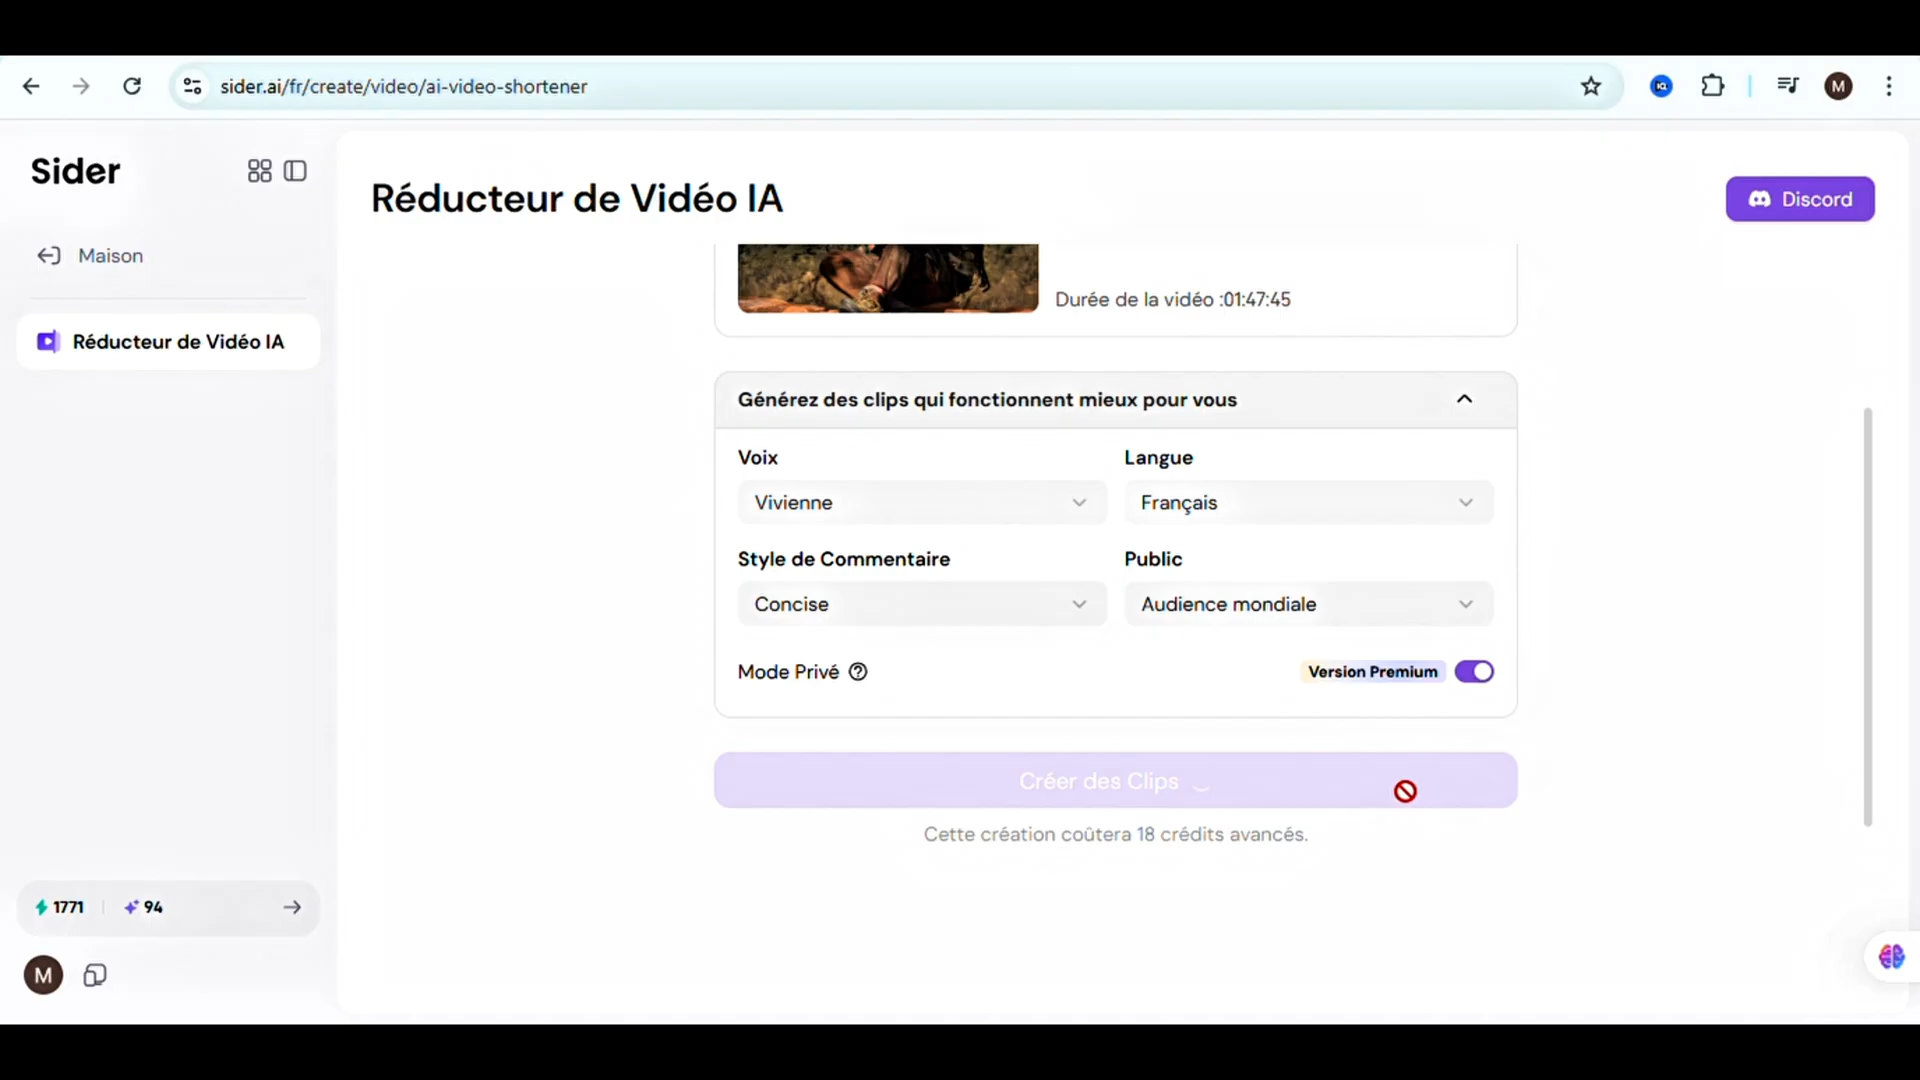 sider.ai/fr/create/video/ai-video-shortener
M
Sider
Maison
Réducteur de Vidéo IA
1771
94
M
Réducteur de Vidéo IA
Discord
Durée de la vidéo :01:47:45
Générez des clips qui fonctionnent mieux pour vous
Voix
Langue
Vivienne
Français
Style de Commentaire
Public
Concise
Audience mondiale
Mode Privé
Version Premium
Créer des Clips
Cette création coûtera 18 crédits avancés.